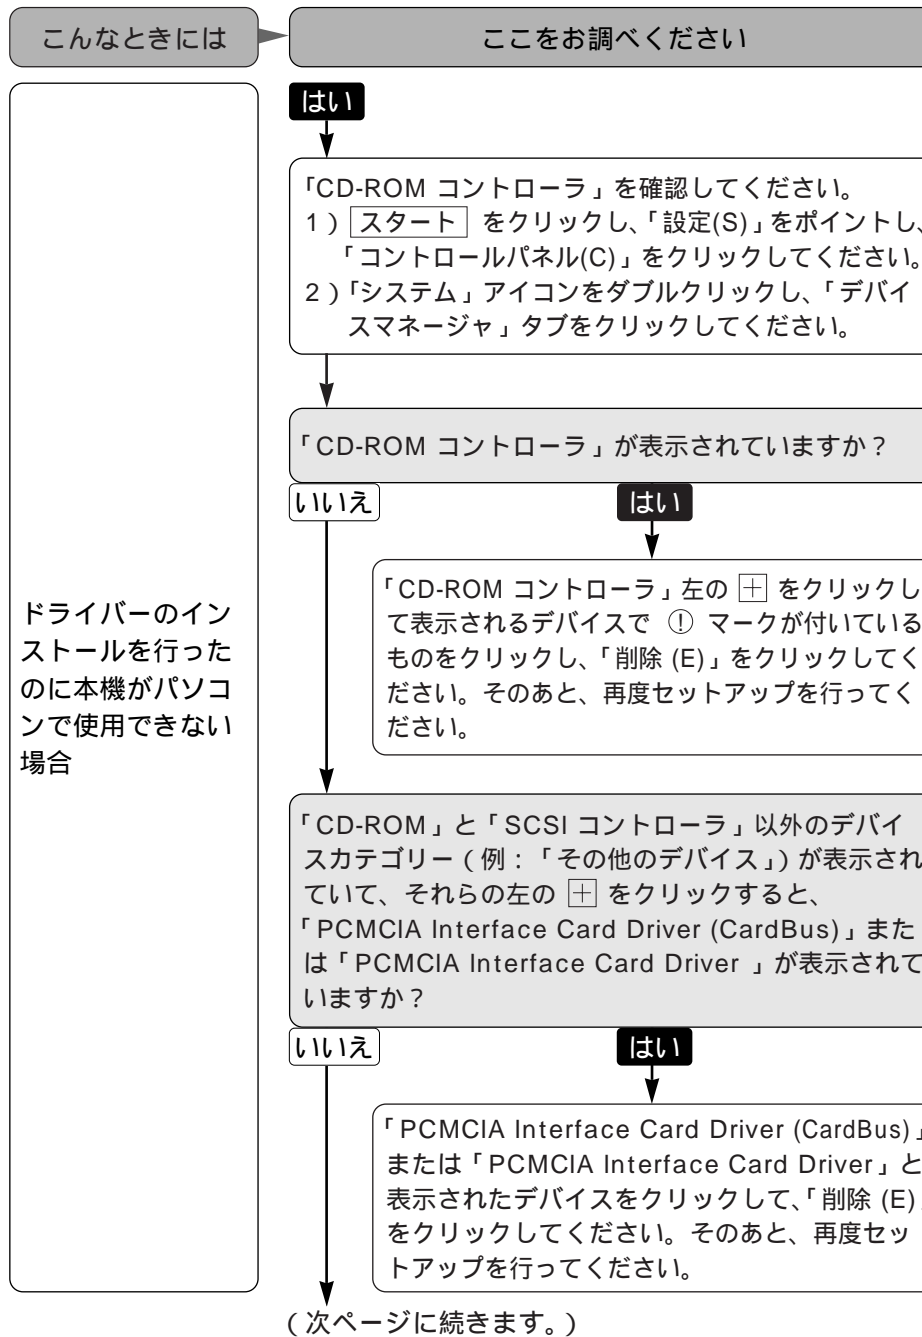 こんなときには
ここをお調べください
はい
「CD-ROM コントローラ」を確認してください。
1)スタート をクリックし、「設定(S)」をポイントし、
「コントロールパネル(C)」をクリックしてください。
2)「システム」アイコンをダブルクリックし、「デバイ
スマネージャ」タブをクリックしてください。
「CD-ROM コントローラ」が表示されていますか?
いいえ
はい
「CD-ROM コントローラ」左の + をクリックし
て表示されるデバイスで ! マークが付いている
ものをクリックし、「削除 (E)」をクリックしてく
ださい。そのあと、再度セットアップを行ってく
ださい。
ドライバーのイン
ストールを行った
のに本機がパソコ
ンで使用できない
場合
「CD-ROM」と「SCSI コントローラ」以外のデバイ
スカテゴリー(例:「その他のデバイス」)が表示され
ていて、それらの左の + をクリックすると、
「PCMCIA Interface Card Driver (CardBus)」また
は「PCMCIA Interface Card Driver 」が表示されて
いますか?
いいえ
はい
「PCMCIA Interface Card Driver (CardBus)」
または「PCMCIA Interface Card Driver」と
表示されたデバイスをクリックして、「削除 (E)」
をクリックしてください。そのあと、再度セッ
トアップを行ってください。
(次ページに続きます。)